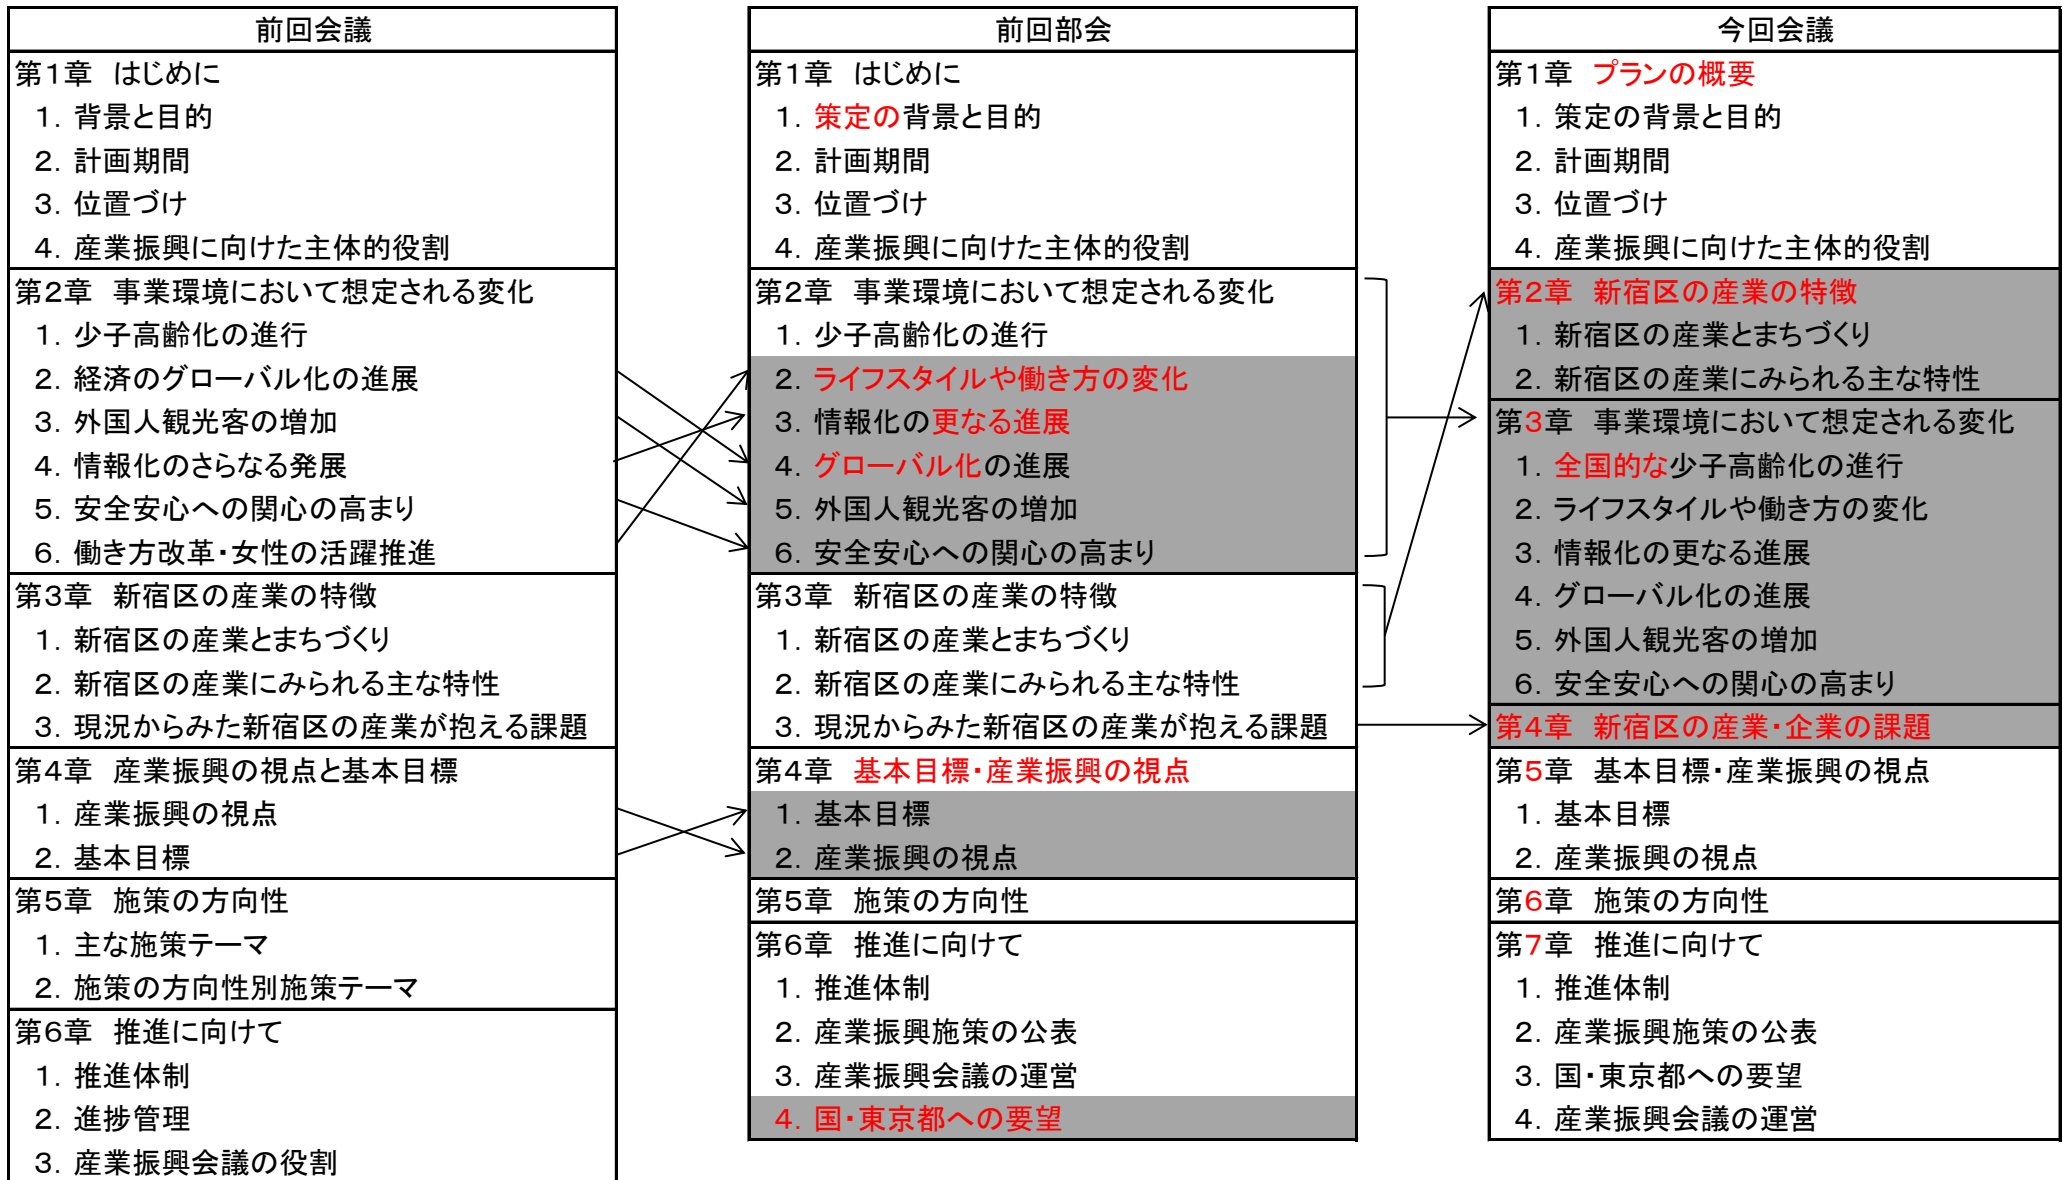 前回会議
第1章　はじめに
1．背景と目的
2．計画期間
3．位置づけ
4．産業振興に向けた主体的役割
第2章　事業環境において想定される変化
1．少子高齢化の進行
2．経済のグローバル化の進展
3．外国人観光客の増加
4．情報化のさらなる発展
5．安全安心への関心の高まり
6．働き方改革・女性の活躍推進
第3章　新宿区の産業の特徴
1．新宿区の産業とまちづくり
2．新宿区の産業にみられる主な特性
3．現況からみた新宿区の産業が抱える課題
第4章　産業振興の視点と基本目標
1．産業振興の視点
2．基本目標
第5章　施策の方向性
1．主な施策テーマ
2．施策の方向性別施策テーマ
第6章　推進に向けて
1．推進体制
2．進捗管理
3．産業振興会議の役割
前回部会
第1章　はじめに
1．策定の背景と目的
2．計画期間
3．位置づけ
4．産業振興に向けた主体的役割
第2章　事業環境において想定される変化
1．少子高齢化の進行
2．ライフスタイルや働き方の変化
3．情報化の更なる進展
4．グローバル化の進展
5．外国人観光客の増加
6．安全安心への関心の高まり
第3章　新宿区の産業の特徴
1．新宿区の産業とまちづくり
2．新宿区の産業にみられる主な特性
3．現況からみた新宿区の産業が抱える課題
第4章　基本目標・産業振興の視点
1．基本目標
2．産業振興の視点
第5章　施策の方向性
第6章　推進に向けて
1．推進体制
2．産業振興施策の公表
3．産業振興会議の運営
4．国・東京都への要望
今回会議
第1章　プランの概要
1．策定の背景と目的
2．計画期間
3．位置づけ
4．産業振興に向けた主体的役割
第2章　新宿区の産業の特徴
1．新宿区の産業とまちづくり
2．新宿区の産業にみられる主な特性
第3章　事業環境において想定される変化
1．全国的な少子高齢化の進行
2．ライフスタイルや働き方の変化
3．情報化の更なる進展
4．グローバル化の進展
5．外国人観光客の増加
6．安全安心への関心の高まり
第4章　新宿区の産業・企業の課題
第5章　基本目標・産業振興の視点
1．基本目標
2．産業振興の視点
第6章　施策の方向性
第7章　推進に向けて
1．推進体制
2．産業振興施策の公表
3．国・東京都への要望
4．産業振興会議の運営